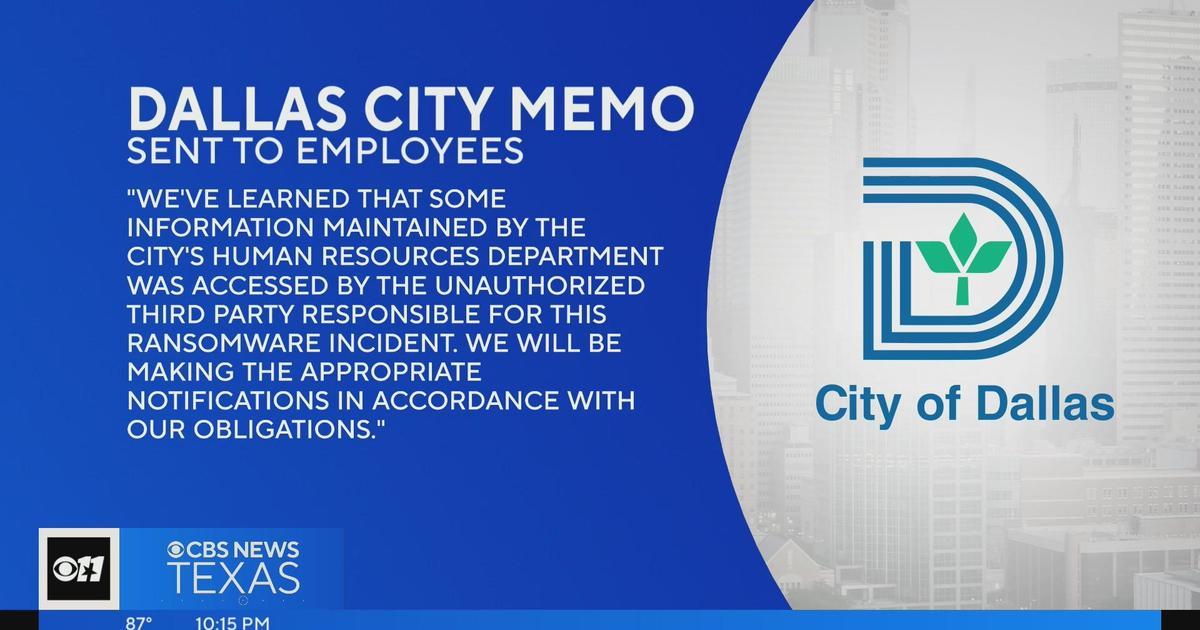 DALLAS CITY MEMO
SENT TO EMPLOYEES
"WE'VE LEARNED THAT SOME
INFORMATION MAINTAINED BY THE
CITY'S HUMAN RESOURCES DEPARTMENT
WAS ACCESSED BY THE UNAUTHORIZED
THIRD PARTY RESPONSIBLE FOR THIS
RANSOMWARE INCIDENT. WE WILL BE
MAKING THE APPROPRIATE
NOTIFICATIONS IN ACCORDANCE WITH
OUR OBLIGATIONS."
City of Dallas
11
CBS NEWS
TEXAS
87° 10:15 PM